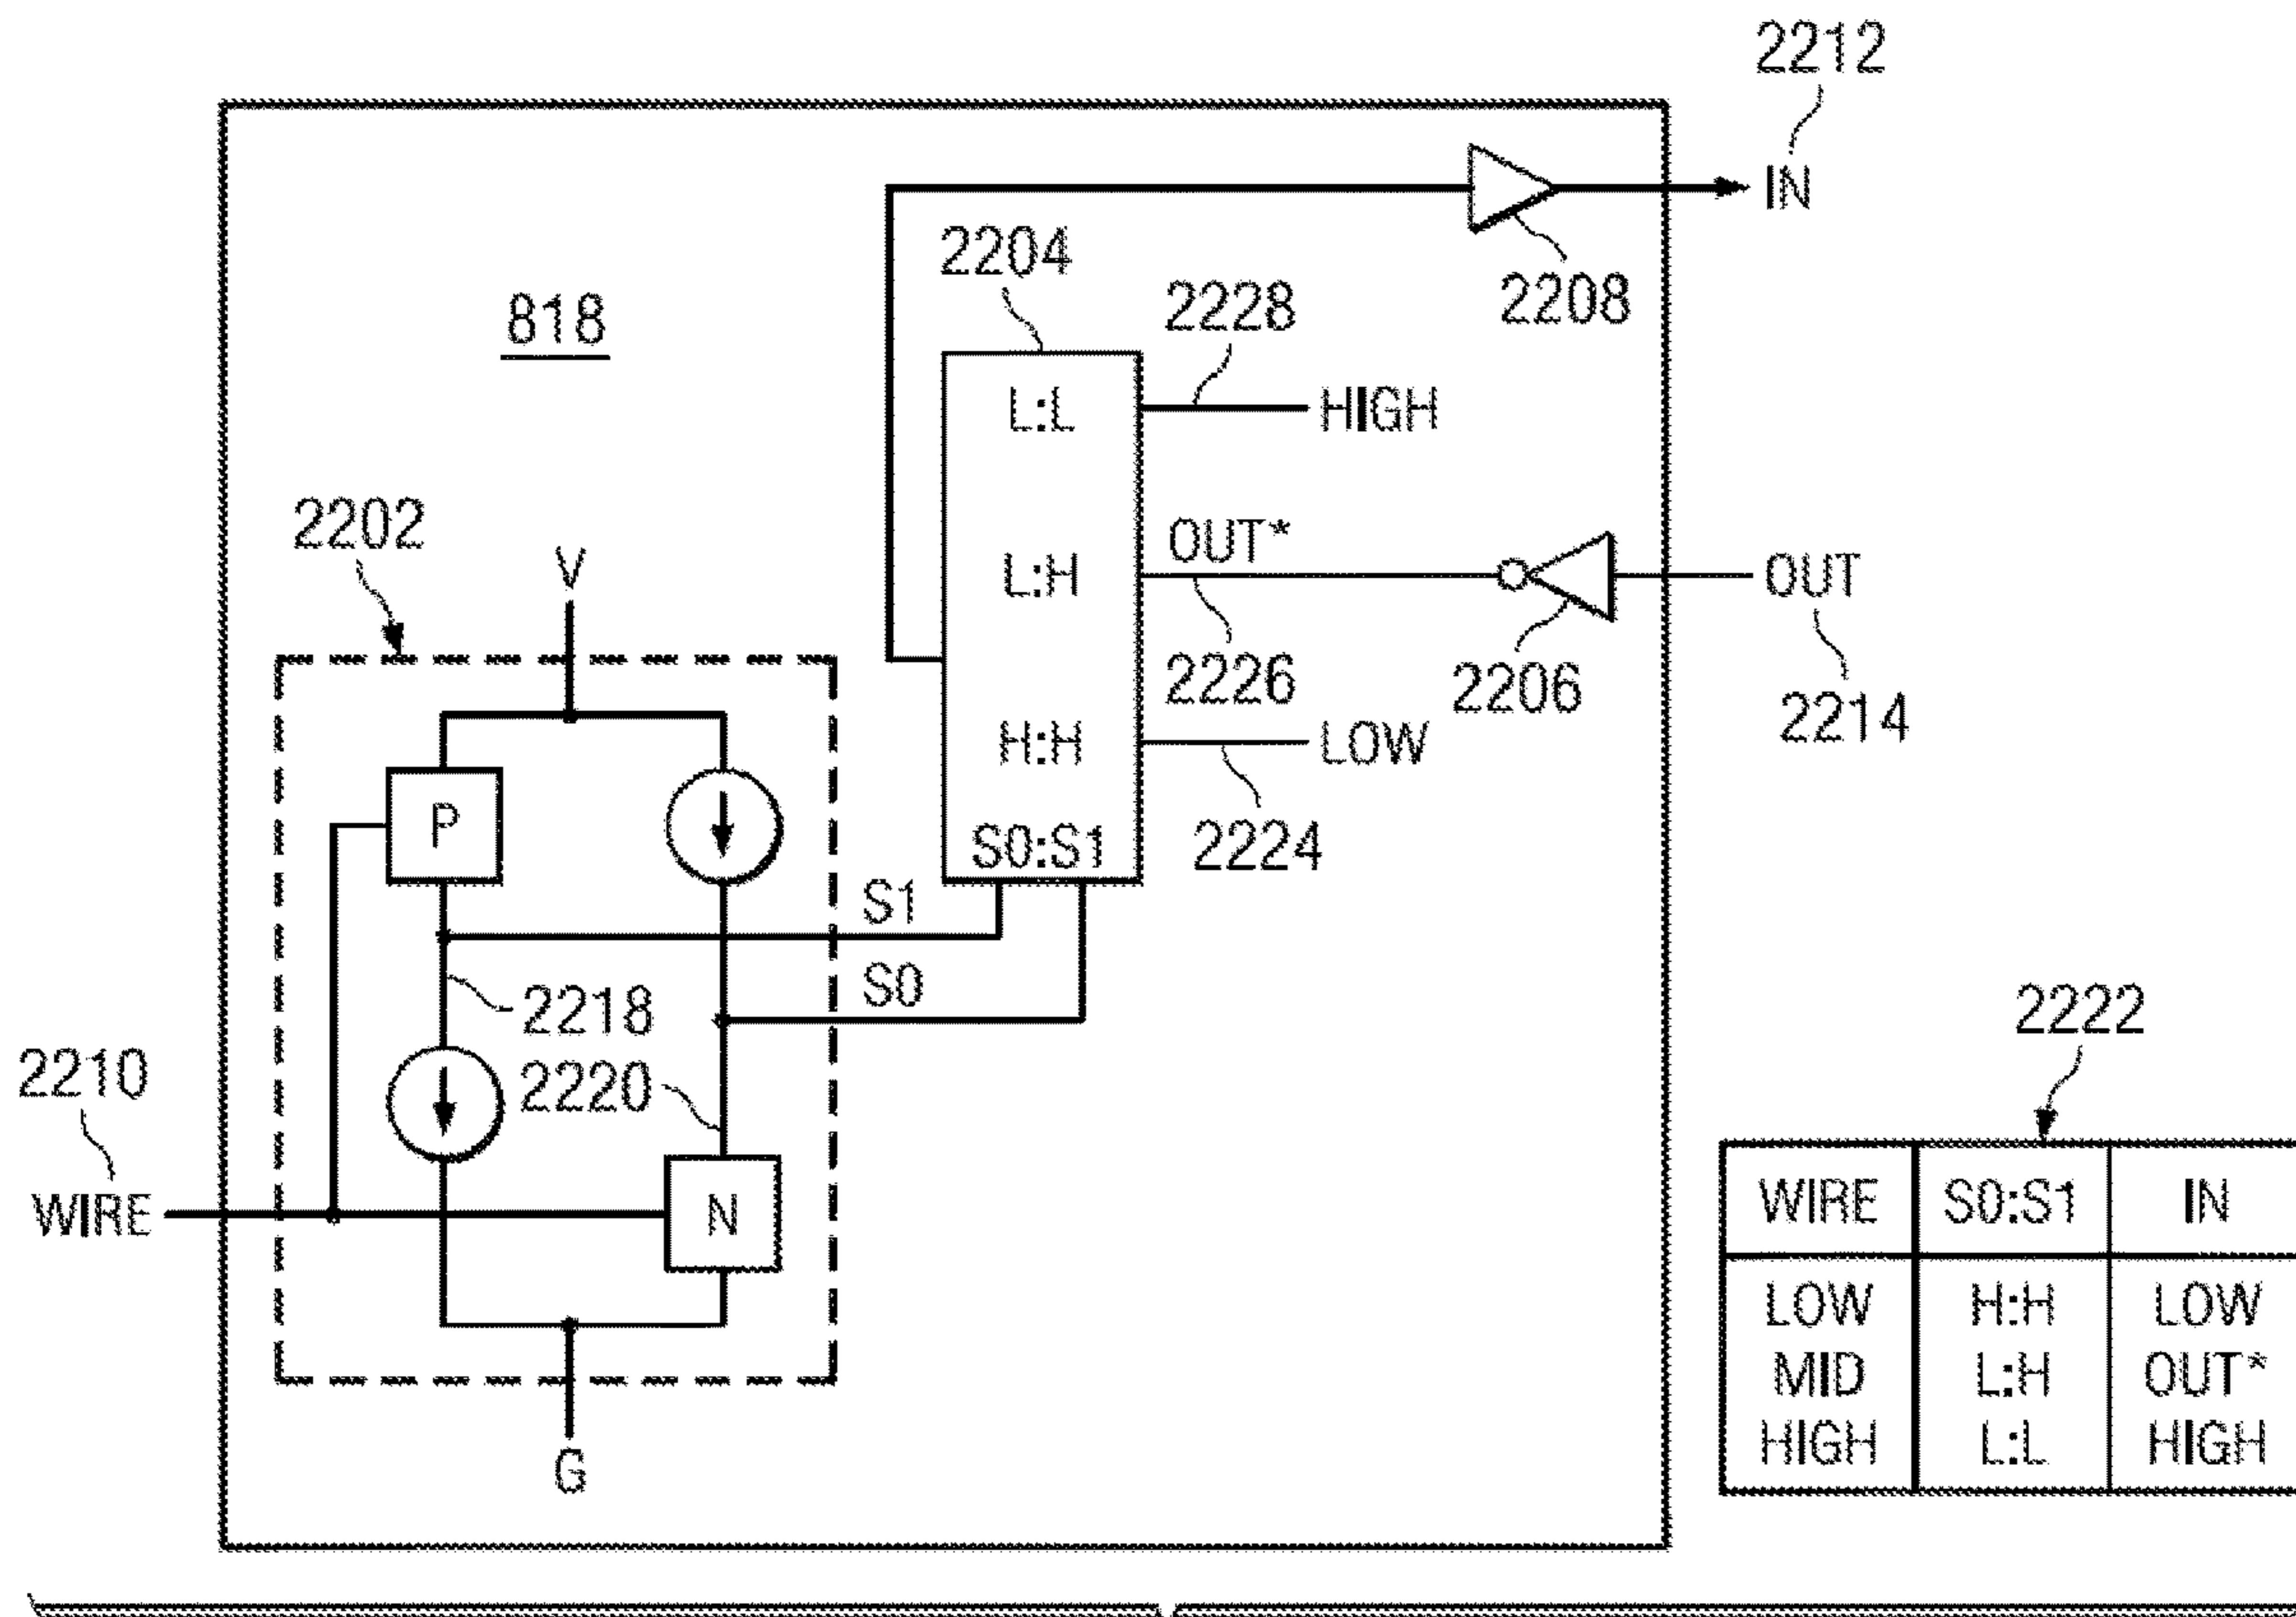 2212
IN
2204
2208
2228
818
L:L
HIGH
2202
V
OUT*
L:H
OUT
2226
2206
2214
H:H
LOW
P
S0:S1
2224
S1
S0
2218
2222
2210
2220
WIRE
N
G
WIRE S0:S1 IN
LOW H:H LOW
MID L:H OUT*
HIGH L:L HIGH